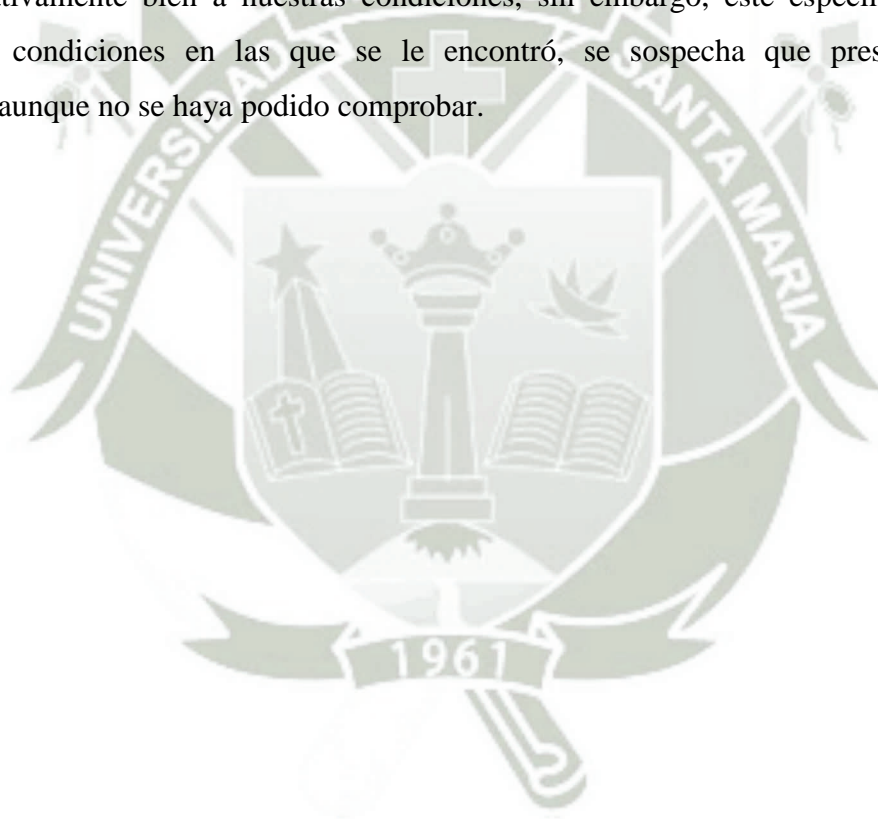 bien a nuestras condiciones, sin embargo, este
condiciones en las que se le encontró, se sospecha que
aunque no se haya podido comprobar.
UNIVERSIDAD
SANTA MARIA
1961